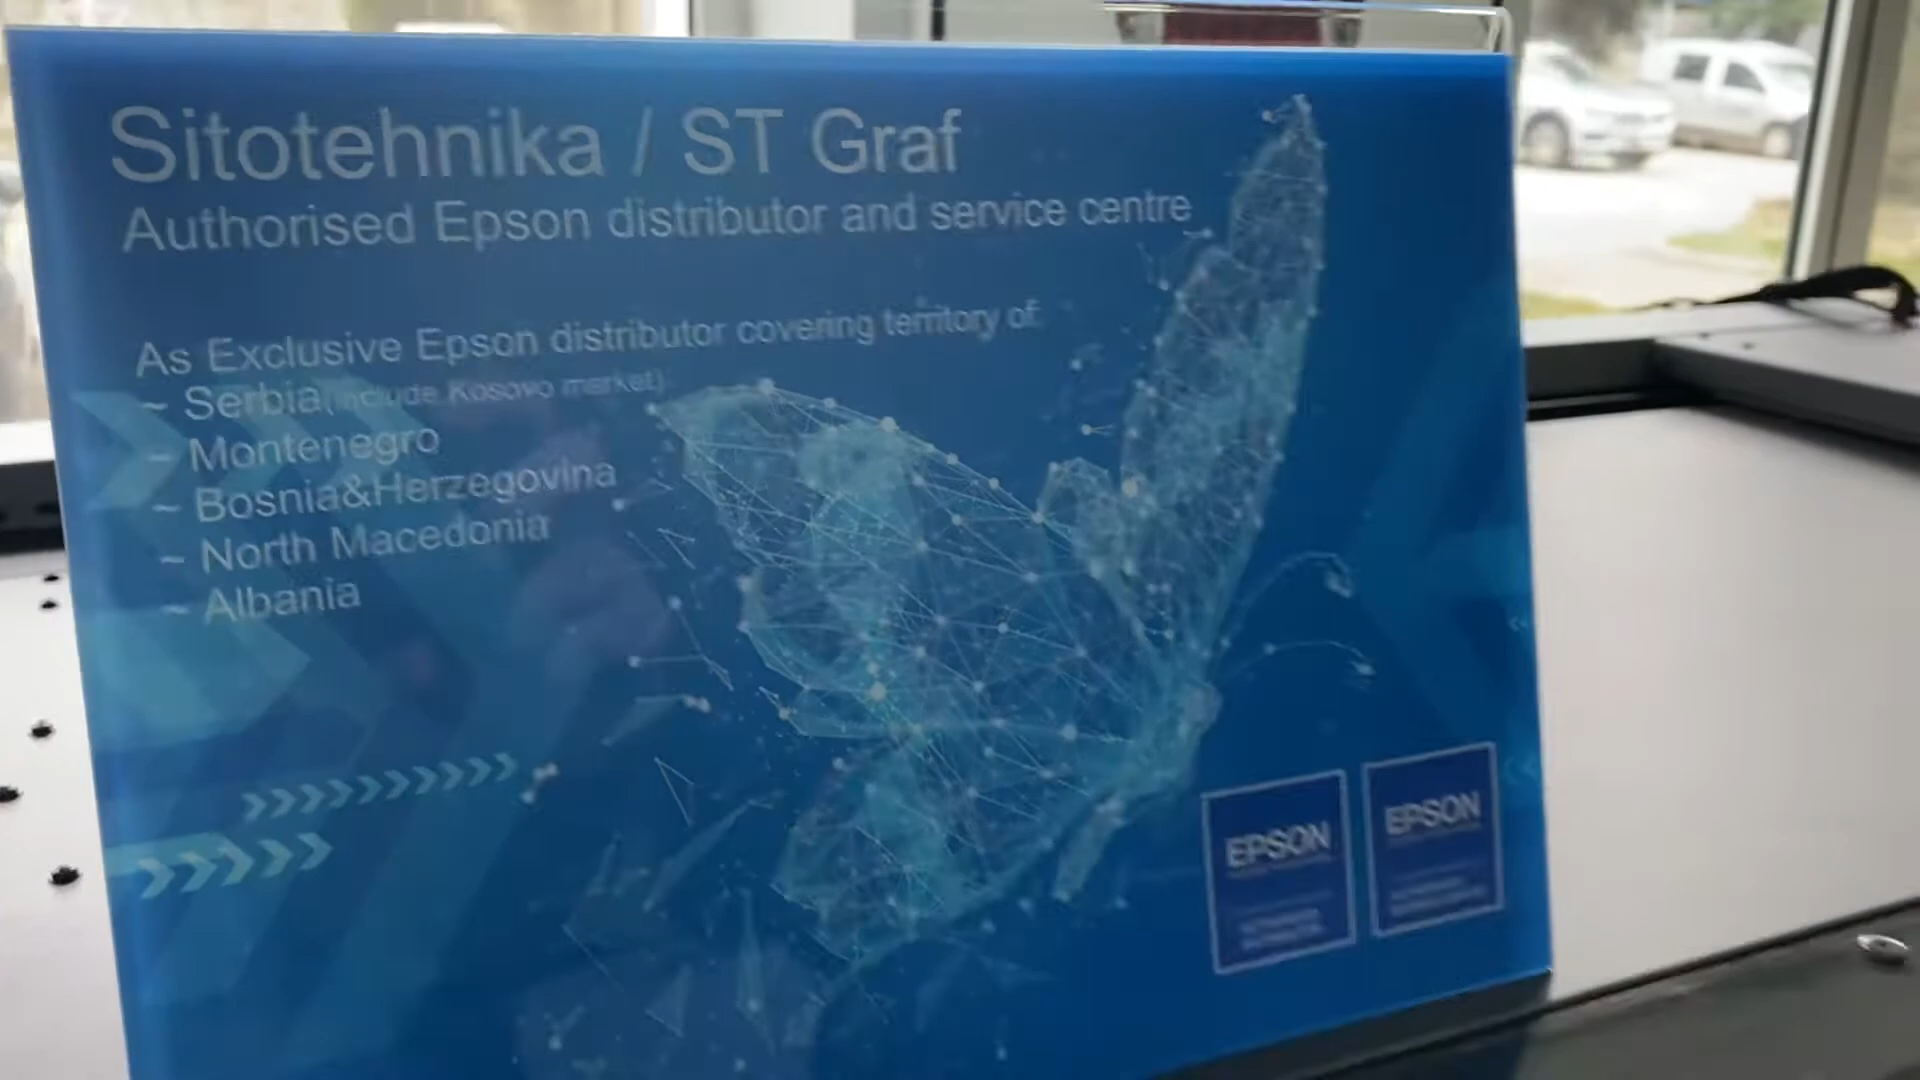 Sitotehnika / ST Graf
Authorised Epson distributor and service centre
As Exclusive Epson distributor covering territory of:
~ Serbia (include Kosovo market)
~ Montenegro
~ Bosnia&Herzegovina
~ North Macedonia
~ Albania
EPSON
EPSON